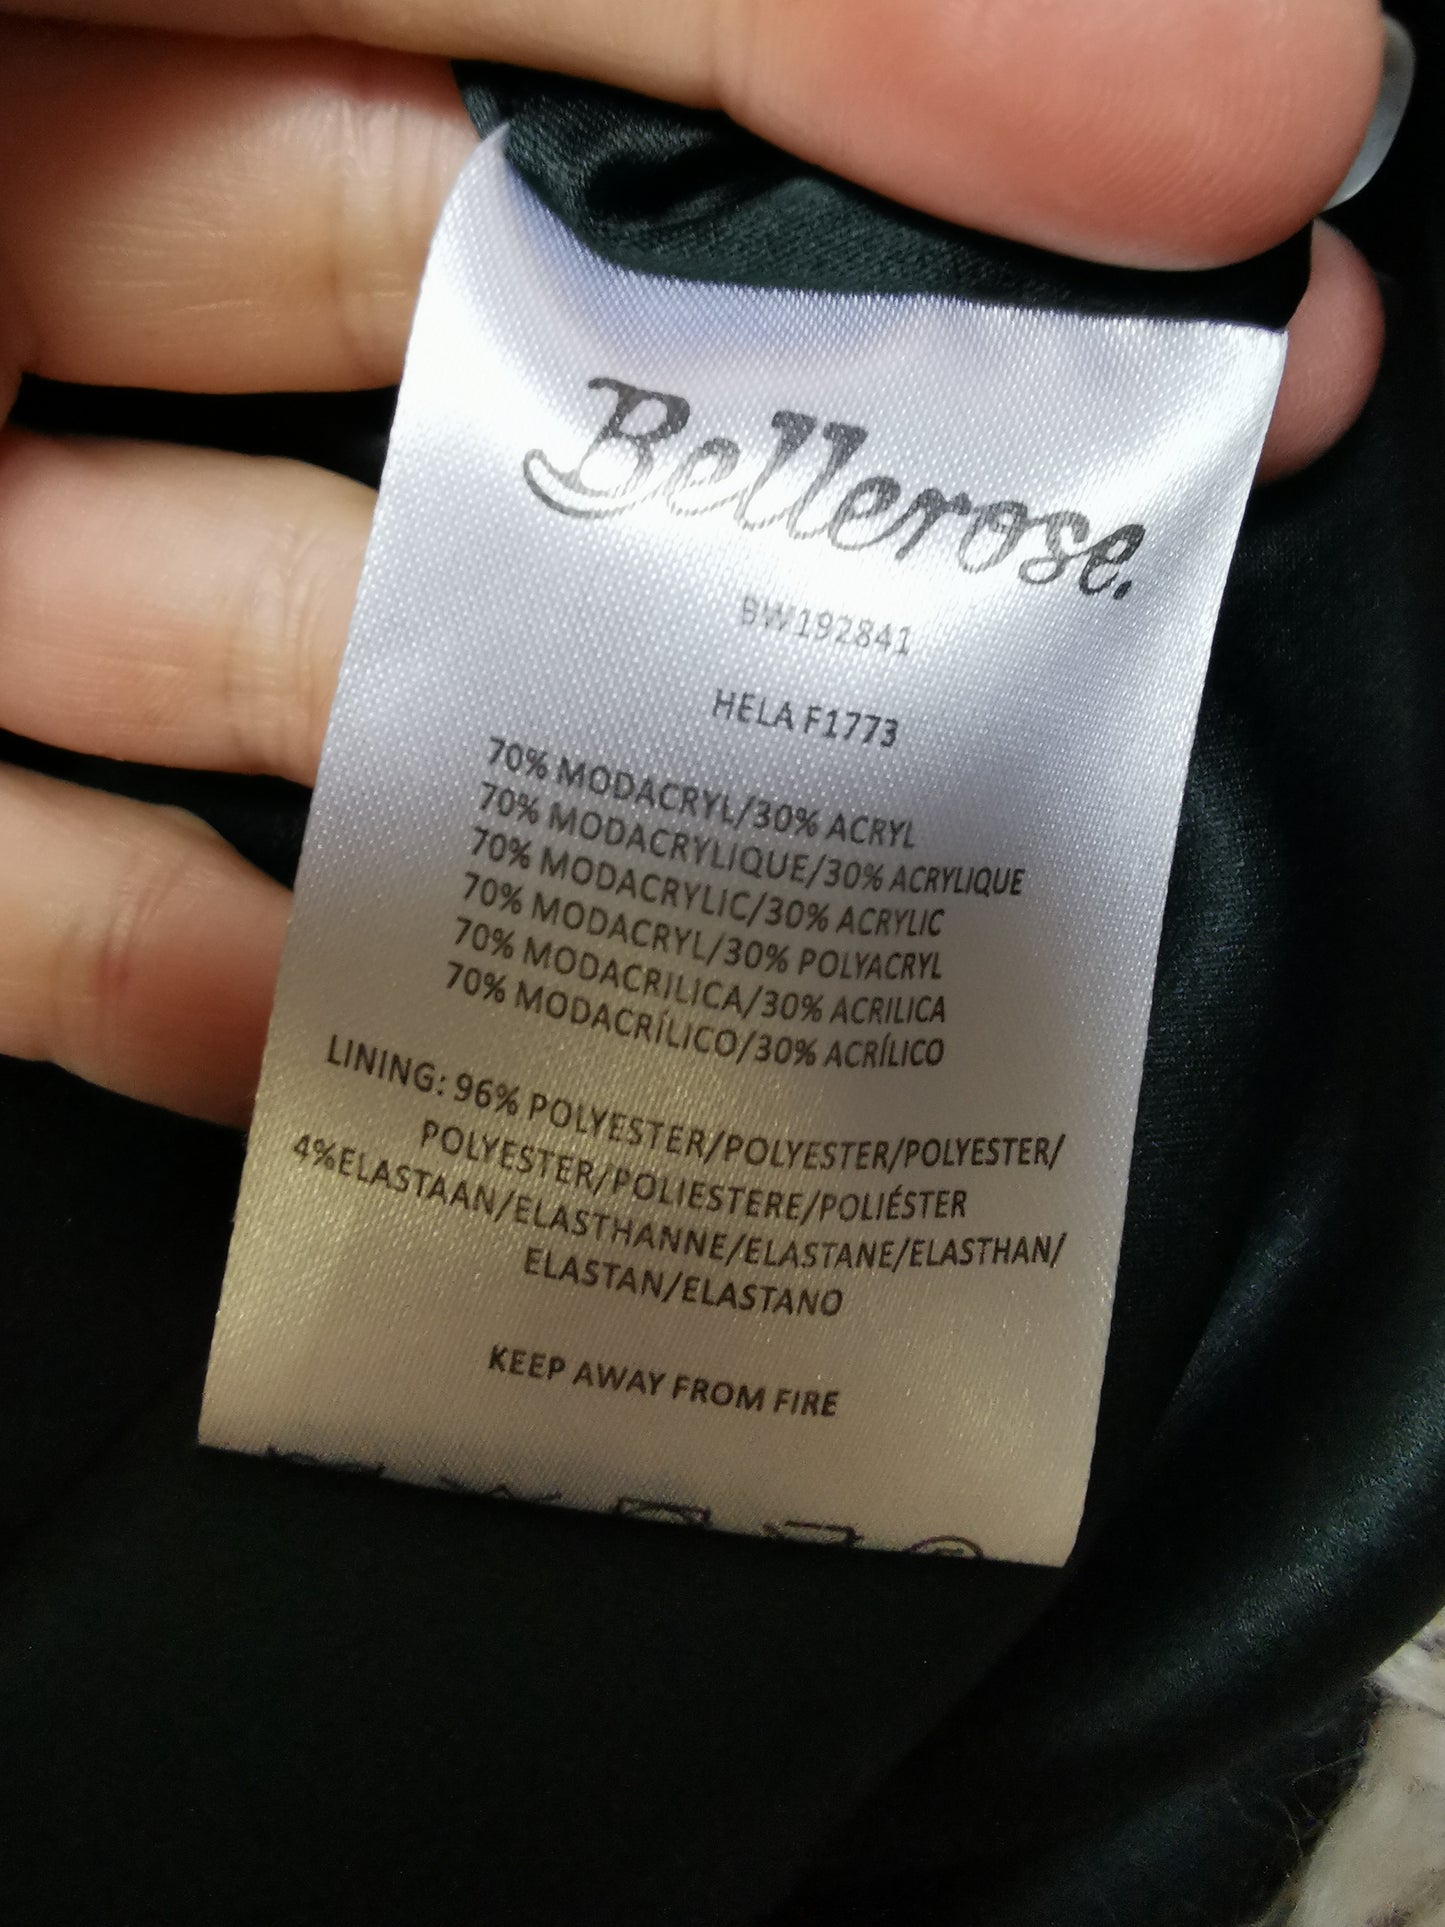 Bellerose.
BW192841
HELA F1773
70% MODACRYL/30% ACRYL
70% MODACRYLIQUE/30% ACRYLIQUE
70% MODACRYLIC/30% ACRYLIC
70% MODACRYL/30% POLYACRYL
70% MODACRILICA/30% ACRILICA
70% MODACRÍLICO/30% ACRÍLICO
LINING: 96% POLYESTER/POLYESTER/POLYESTER/
POLYESTER/POLIESTERE/POLIÉSTER
4%ELASTAAN/ELASTHANNE/ELASTANE/ELASTHAN/
ELASTAN/ELASTANO
KEEP AWAY FROM FIRE